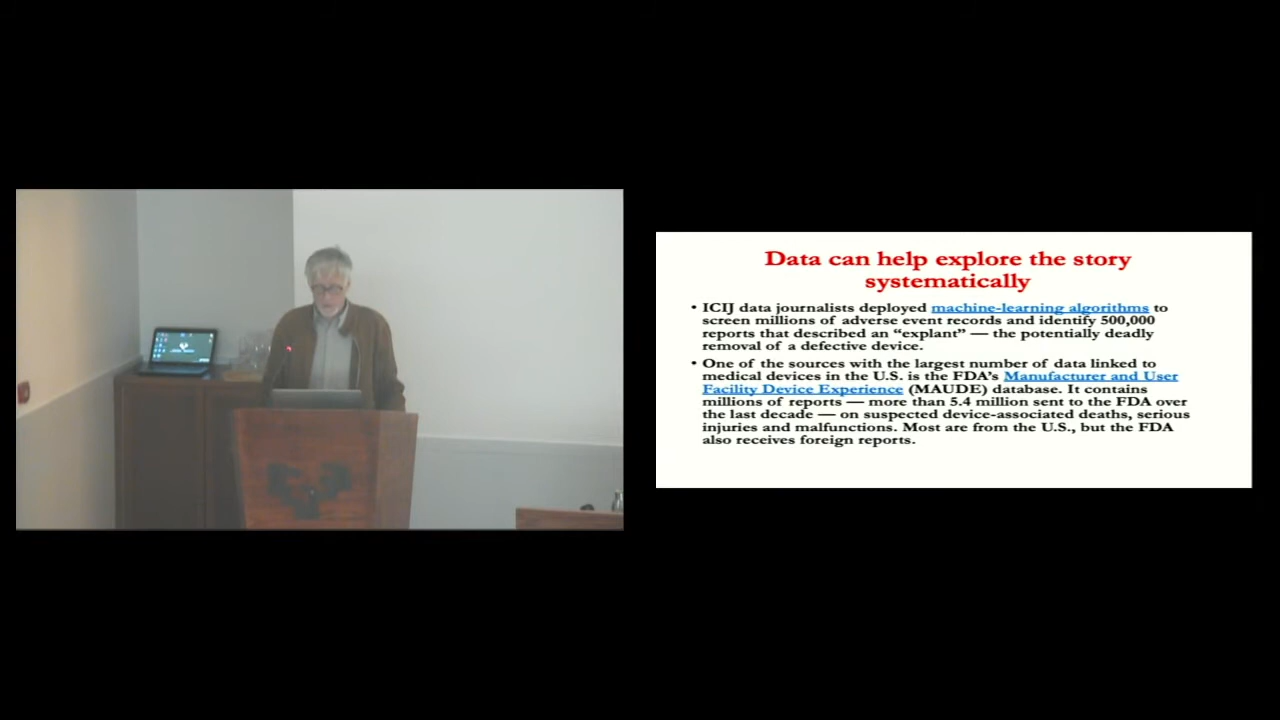 Data can help explore the story
systematically
• ICIJ data journalists deployed machine-learning algorithms to
screen millions of adverse event records and identify 500,000
reports that described an “explant” — the potentially deadly
removal of a defective device.
• One of the sources with the largest number of data linked to
medical devices in the U.S. is the FDA’s Manufacturer and User
Facility Device Experience (MAUDE) database. It contains
millions of reports — more than 5.4 million sent to the FDA over
the last decade — on suspected device-associated deaths, serious
injuries and malfunctions. Most are from the U.S., but the FDA
also receives foreign reports.